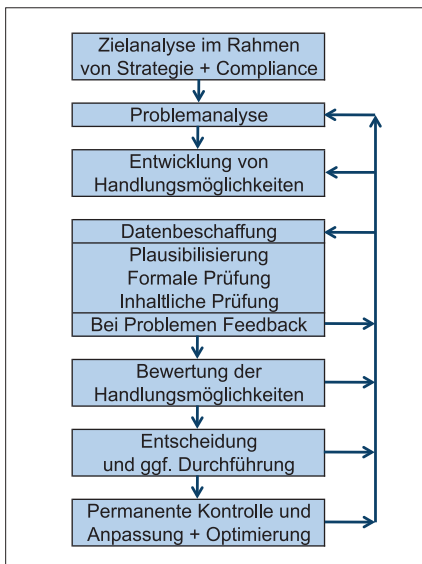 Zielanalyse im Rahmen
von Strategie + Compliance
Problemanalyse
Entwicklung von
Handlungsmöglichkeiten
Datenbeschaffung
Plausibilisierung
Formale Prüfung
Inhaltliche Prüfung
Bei Problemen Feedback
Bewertung der
Handlungsmöglichkeiten
Entscheidung
und ggf. Durchführung
Permanente Kontrolle und
Anpassung + Optimierung